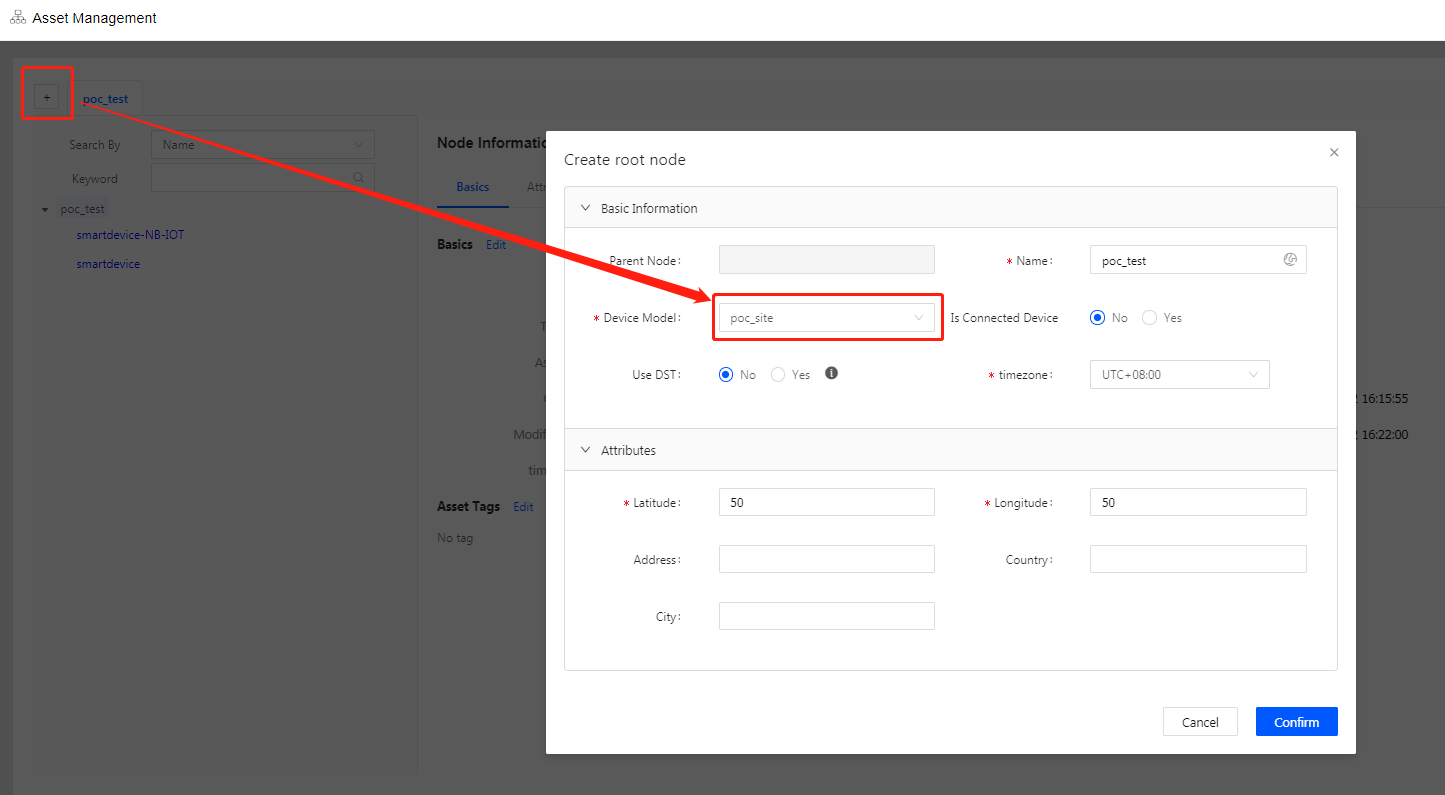 Asset Management
+ poc_test
Search By Name
Keyword
poc_test
smartdevice-NB-IOT
smartdevice
Node Informatio
Basics Attr
Basics Edit
T
As
Modif
tim
Asset Tags Edit
No tag
16:15:55
16:22:00
Create root node
Basic Information
Parent Node: * Name: poc_test
* Device Model: poc_site Is Connected Device No Yes
Use DST: No Yes * timezone: UTC+08:00
Attributes
* Latitude: 50 * Longitude: 50
Address: Country:
City:
Cancel Confirm